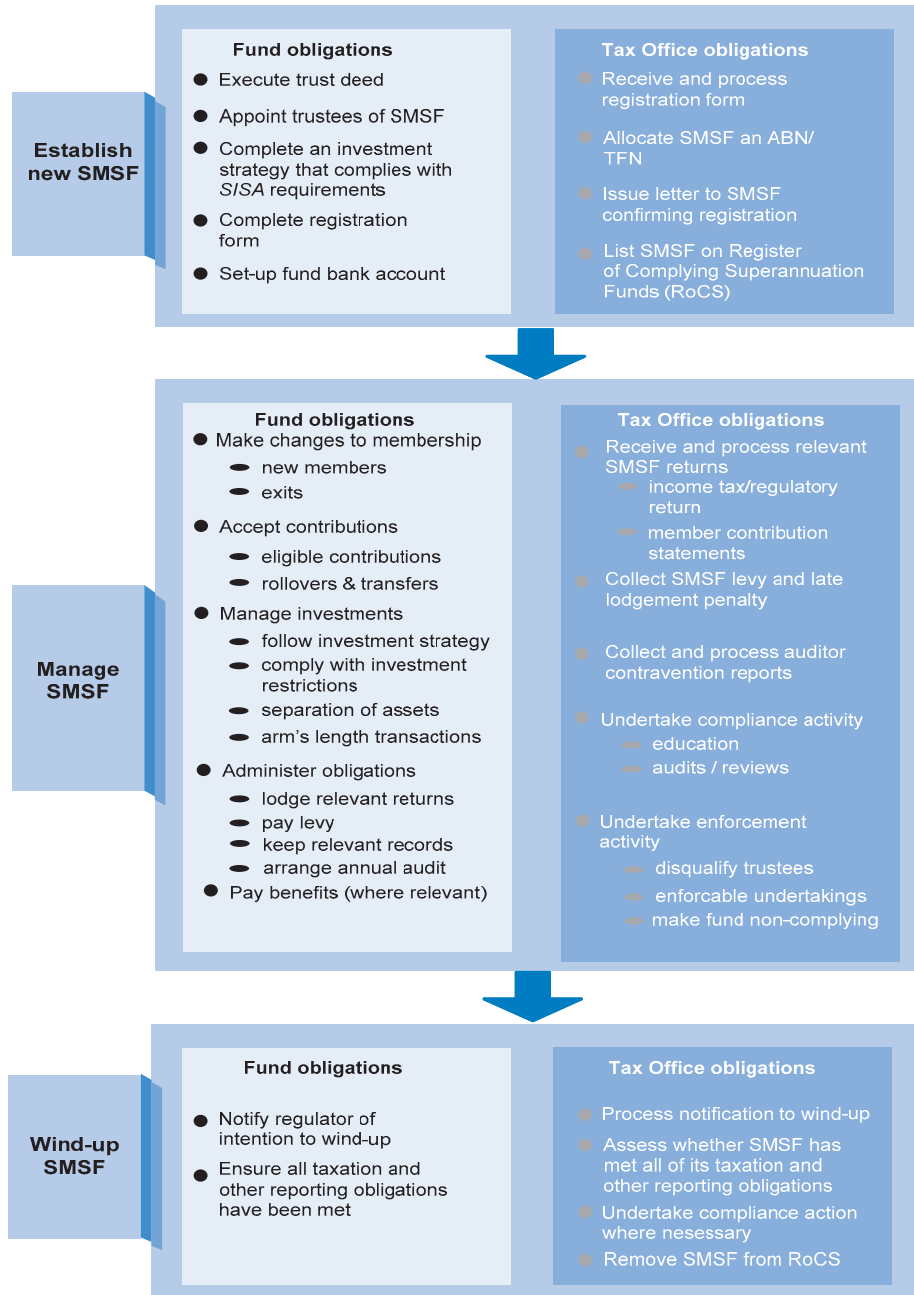 Establish
new SMSF
Fund obligations
Execute trust deed
Appoint trustees of SMSF
Complete an investment
strategy that complies with
SISA requirements
Complete registration
form
Set-up fund bank account
Tax Office obligations
Receive and process
registration form
Allocate SMSF an ABN/
TFN
Issue letter to SMSF
confirming registration
List SMSF on Register
of Complying Superannuation
Funds (RoCS)
Manage
SMSF
Fund obligations
Make changes to membership
new members
exits
Accept contributions
eligible contributions
rollovers & transfers
Manage investments
follow investment strategy
comply with investment
restrictions
separation of assets
arm’s length transactions
Administer obligations
lodge relevant returns
pay levy
keep relevant records
arrange annual audit
Pay benefits (where relevant)
Tax Office obligations
Receive and process relevant
SMSF returns
income tax/regulatory
return
member contribution
statements
Collect SMSF levy and late
lodgement penalty
Collect and process auditor
contravention reports
Undertake compliance activity
education
audits / reviews
Undertake enforcement
activity
disqualify trustees
enforcable undertakings
make fund non–complying
Wind-up
SMSF
Fund obligations
Notify regulator of
intention to wind-up
Ensure all taxation and
other reporting obligations
have been met
Tax Office obligations
Process notification to wind-up
Assess whether SMSF has
met all of its taxation and
other reporting obligations
Undertake compliance action
where nesessary
Remove SMSF from RoCS